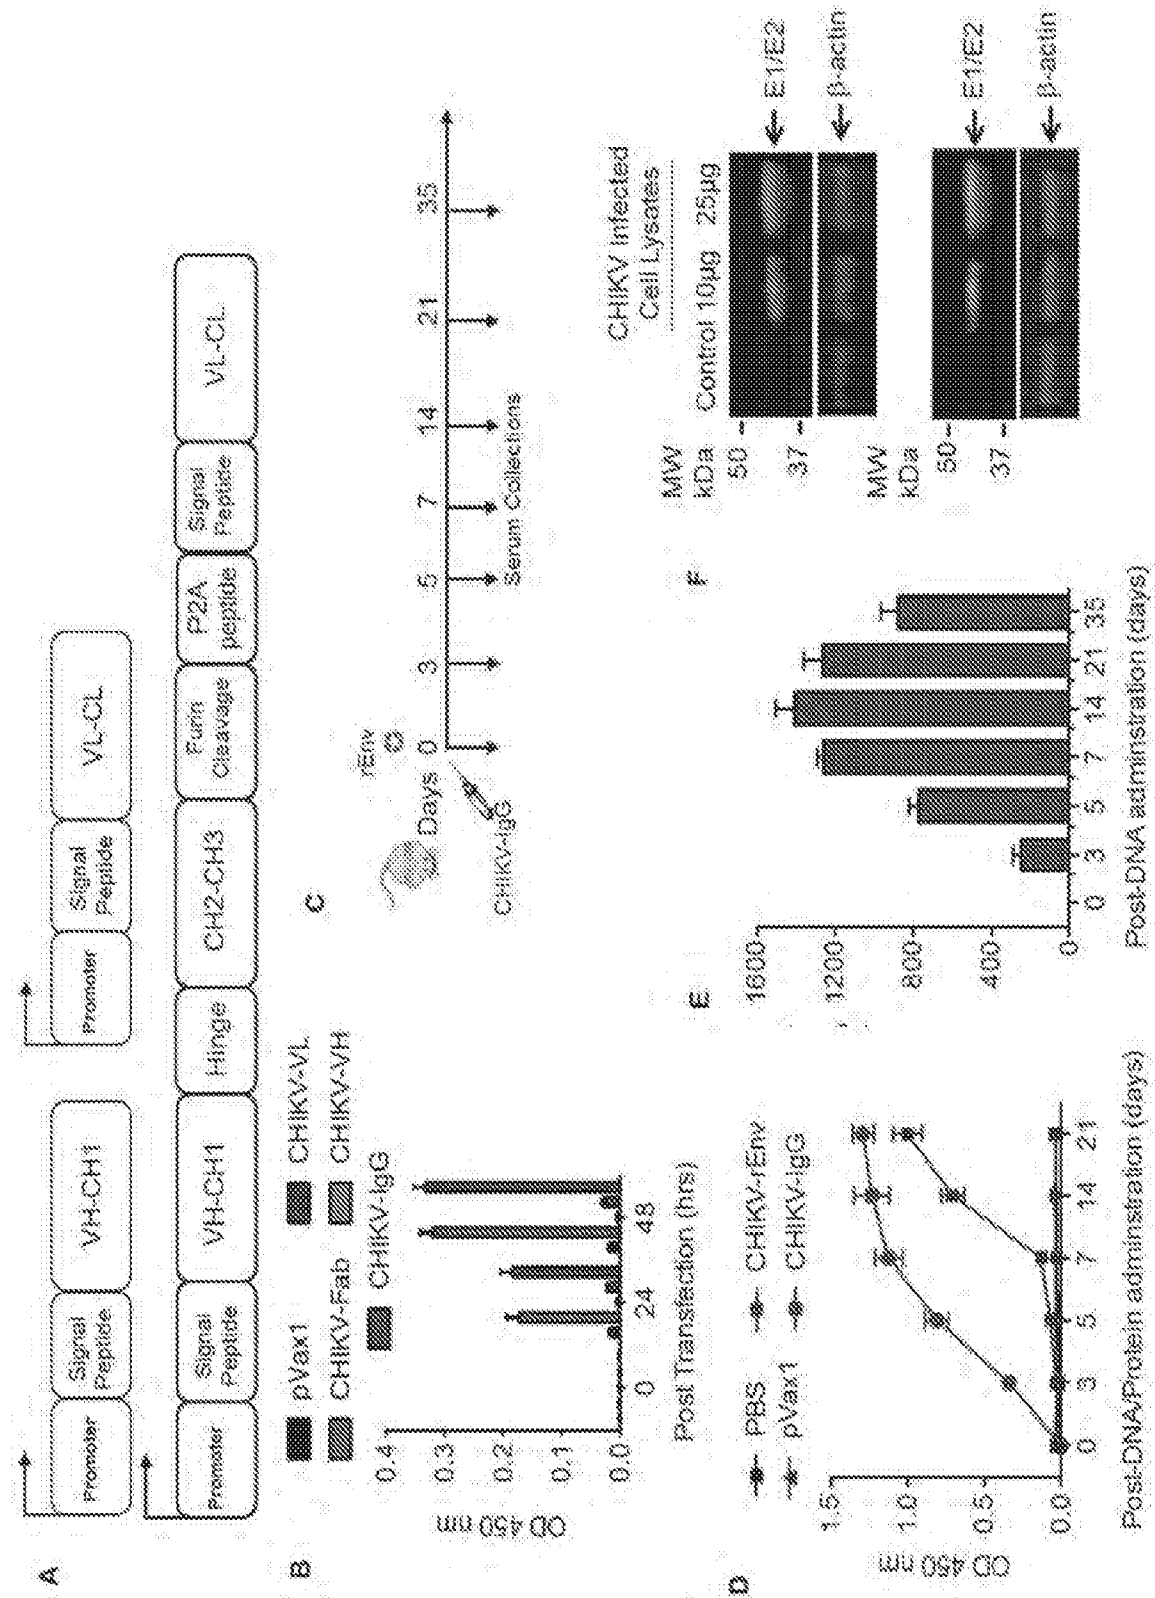 A
Promoter
Signal
Peptide
VH-CH1
Promoter
Signal
Peptide
VL-CL
Promoter
Signal
Peptide
VH-CH1
Hinge
CH2-CH3
Furin
Cleavage
P2A
peptide
Signal
Peptide
VL-CL
B
pVax1
CHIKV-VL
CHIKV-Fab
CHIKV-VH
CHIKV-IgG
OD 450 nm
0.4
0.3
0.2
0.1
0.0
0 24 48
Post Transfection (hrs)
C
rEnv
Days 0 3 5 7 14 21 35
CHIKV-IgG
Serum Collections
D
PBS
CHIKV-rEnv
pVax1
CHIKV-IgG
OD 450 nm
1.5
1.0
0.5
0.0
0 3 5 7 14 21
Post-DNA/Protein adminstration (days)
E
1600
1200
800
400
0
0 3 5 7 14 21 35
Post-DNA adminstration (days)
F
CHIKV Infected
Cell Lysates
MW
kDa
Control 10µg 25µg
50
37
E1/E2
β-actin
MW
kDa
50
37
E1/E2
β-actin